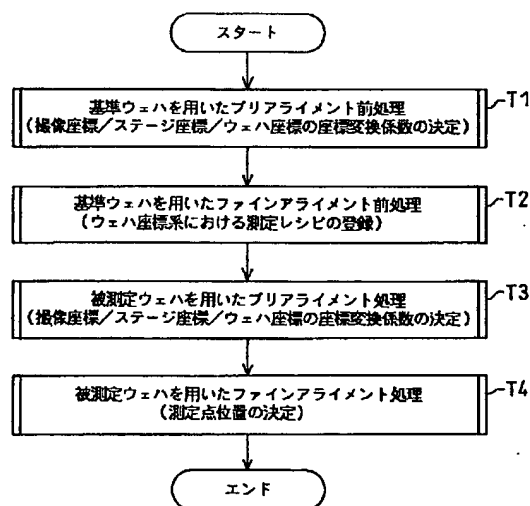 スタート
基準ウェハを用いたプリアライメント前処理
(撮像座標/ステージ座標/ウェハ座標の座標変換係数の決定)
T1
基準ウェハを用いたファインアライメント前処理
(ウェハ座標系における測定レシピの登録)
T2
被測定ウェハを用いたプリアライメント処理
(撮像座標/ステージ座標/ウェハ座標の座標変換係数の決定)
T3
被測定ウェハを用いたファインアライメント処理
(測定点位置の決定)
T4
エンド